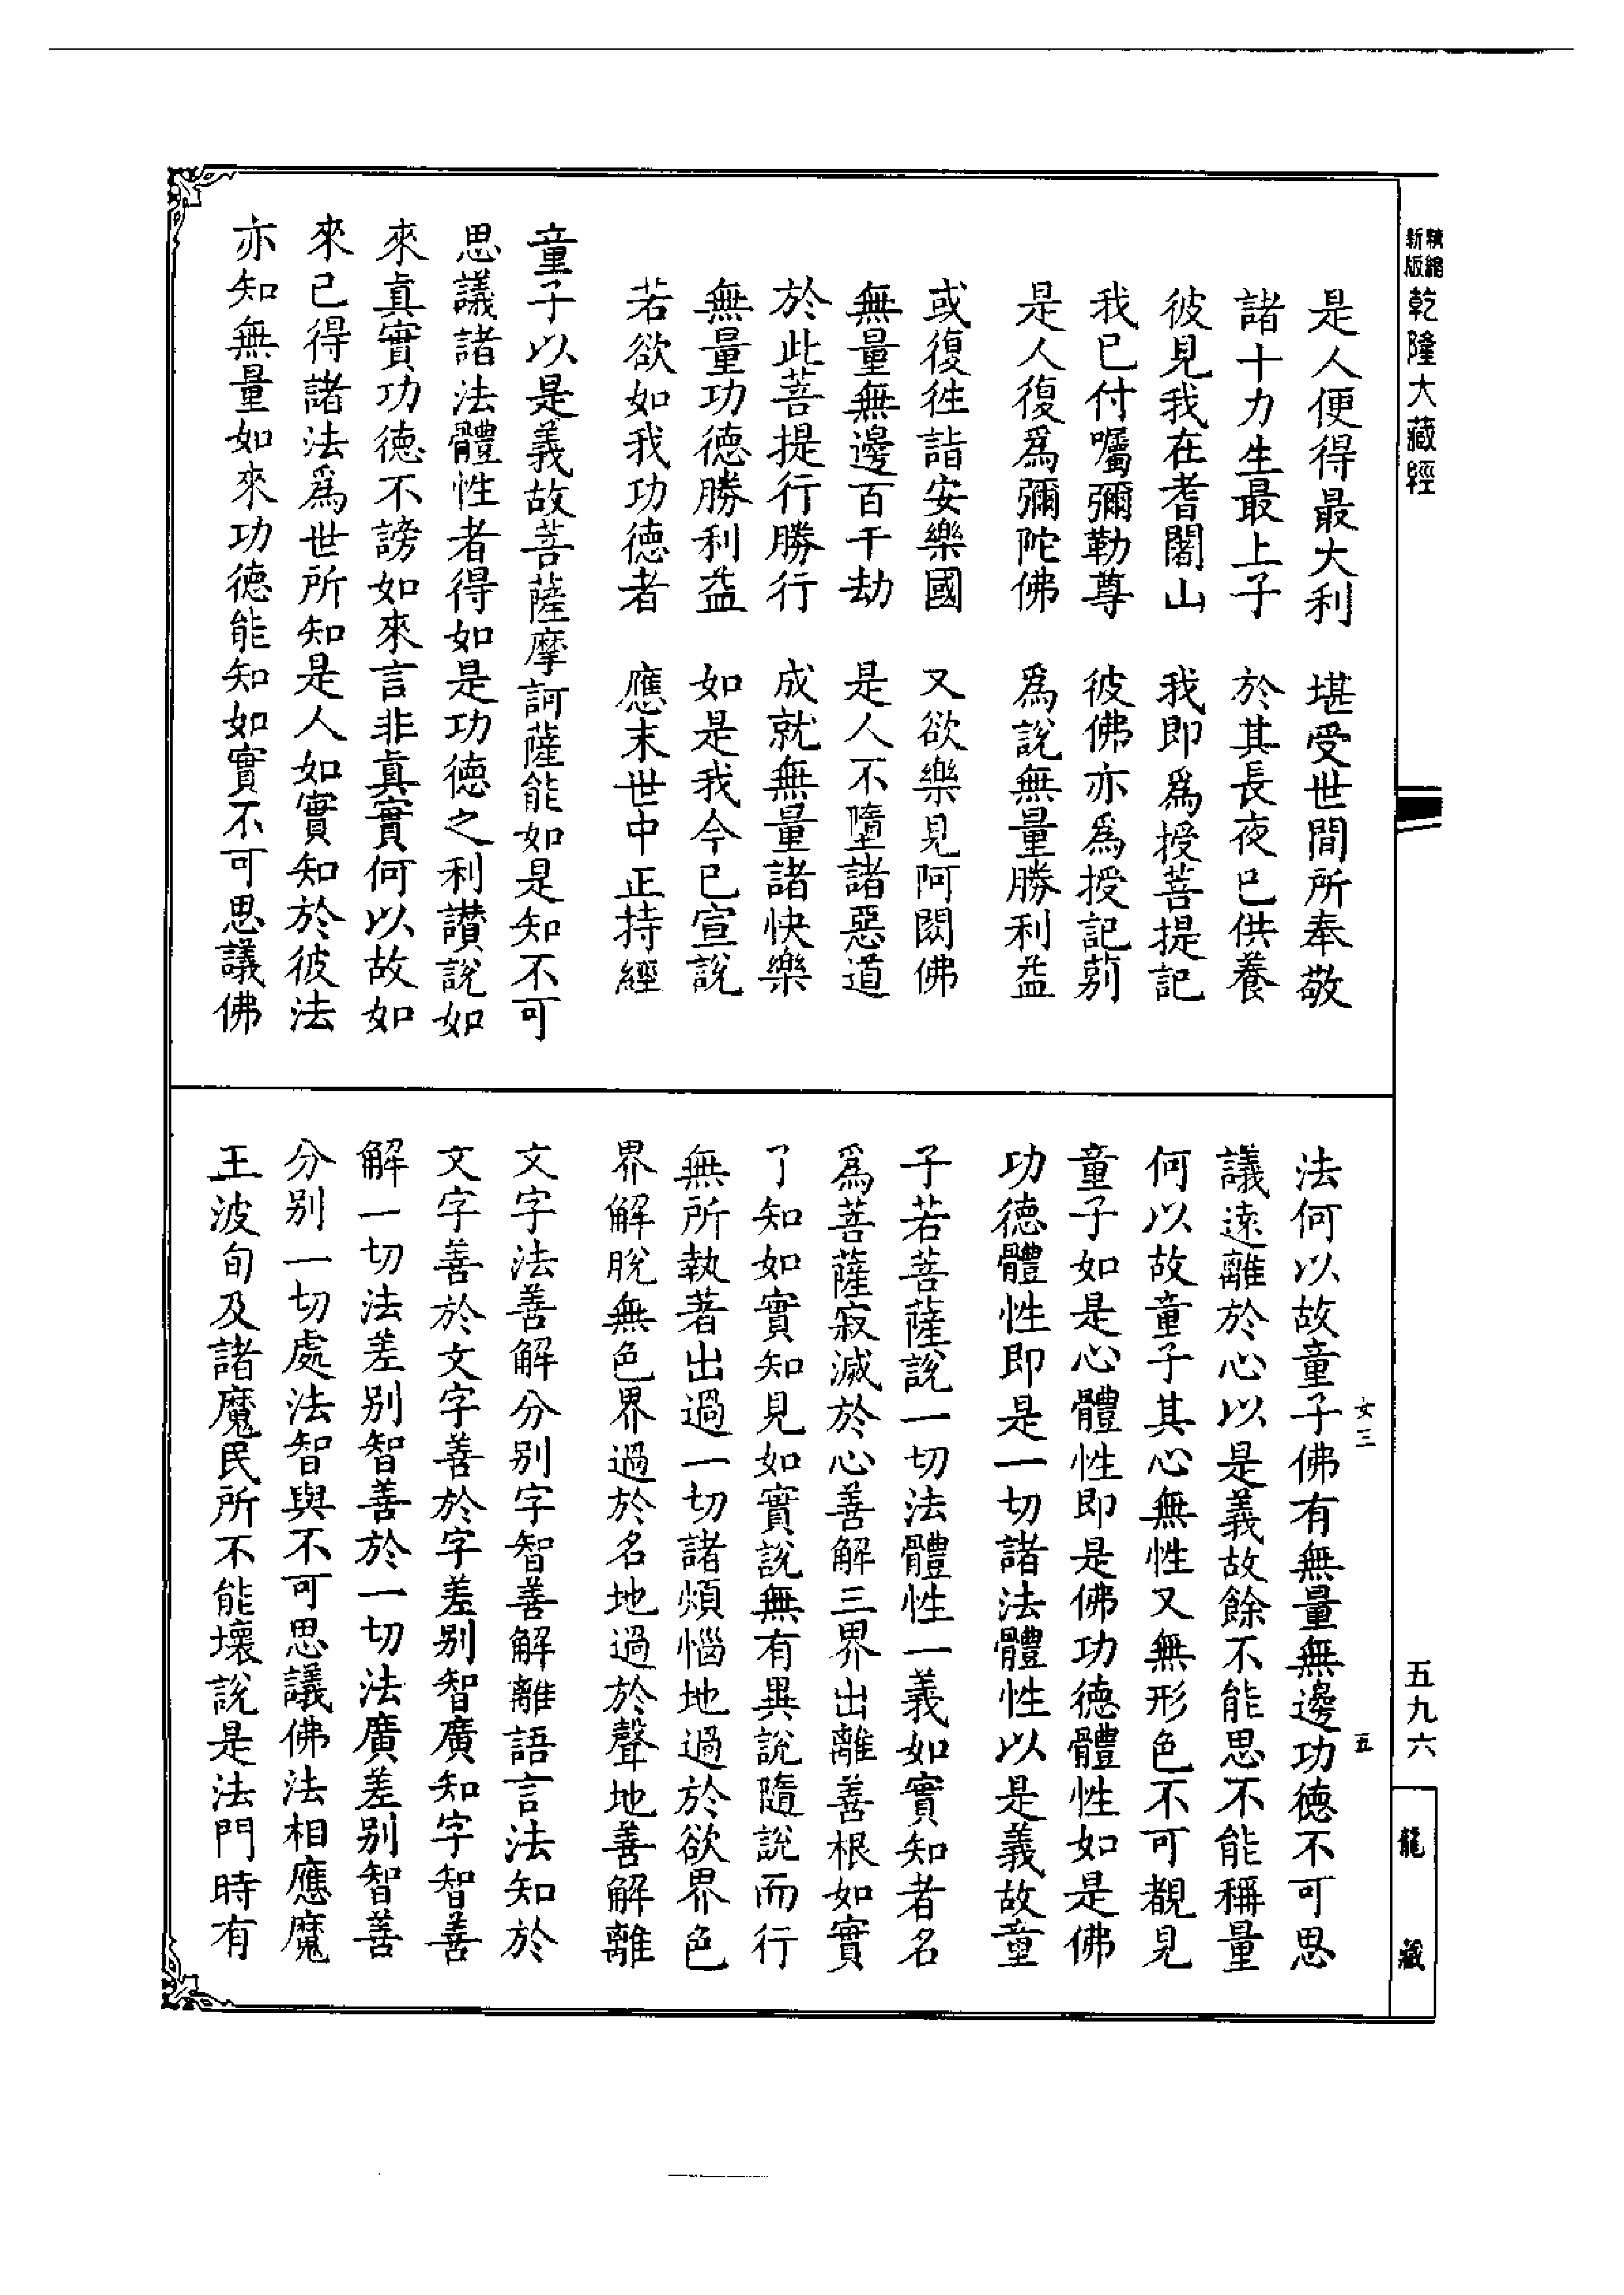 新版
精縮
乾隆大藏經
是人便得最大利　堪受世間所奉敬
諸十力生最上子　於其長夜已供養
彼見我在耆闍山　我即爲授菩提記
我已付囑彌勒尊　彼佛亦爲授記莂
是人復爲彌陀佛　爲說無量勝利益
或復往詣安樂國　又欲樂見阿閦佛
無量無邊百千劫　是人不墮諸惡道
於此菩提行勝行　成就無量諸快樂
無量功德勝利益　如是我今已宣說
若欲如我功德者　應末世中正持經
童子以是義故菩薩摩訶薩能如是知不可
思議諸法體性者得如是功德之利讚說如
來真實功德不謗如來言非真實何以故如
來已得諸法爲世所知是人如實知於彼法
亦知無量如來功德能知如實不可思議佛
法何以故童子佛有無量無邊功德不可思
議遠離於心以是義故餘不能思不能稱量
何以故童子其心無性又無形色不可覩見
童子如是心體性即是佛功德體性如是佛
功德體性即是一切諸法體性以是義故童
子若菩薩說一切法體性一義如實知者名
爲菩薩寂滅於心善解三界出離善根如實
了知如實知見如實說無有異說隨說而行
無所執著出過一切諸煩惱地過於欲界色
界解脫無色界過於名地過於聲地善解離
文字法善解分别字智善解離語言法知於
文字善於文字善於字差别智廣知字智善
解一切法差别智善於一切法廣差别智善
分别一切處法智與不可思議佛法相應魔
王波旬及諸魔民所不能壞說是法門時有
女三
五
五九六
龍藏